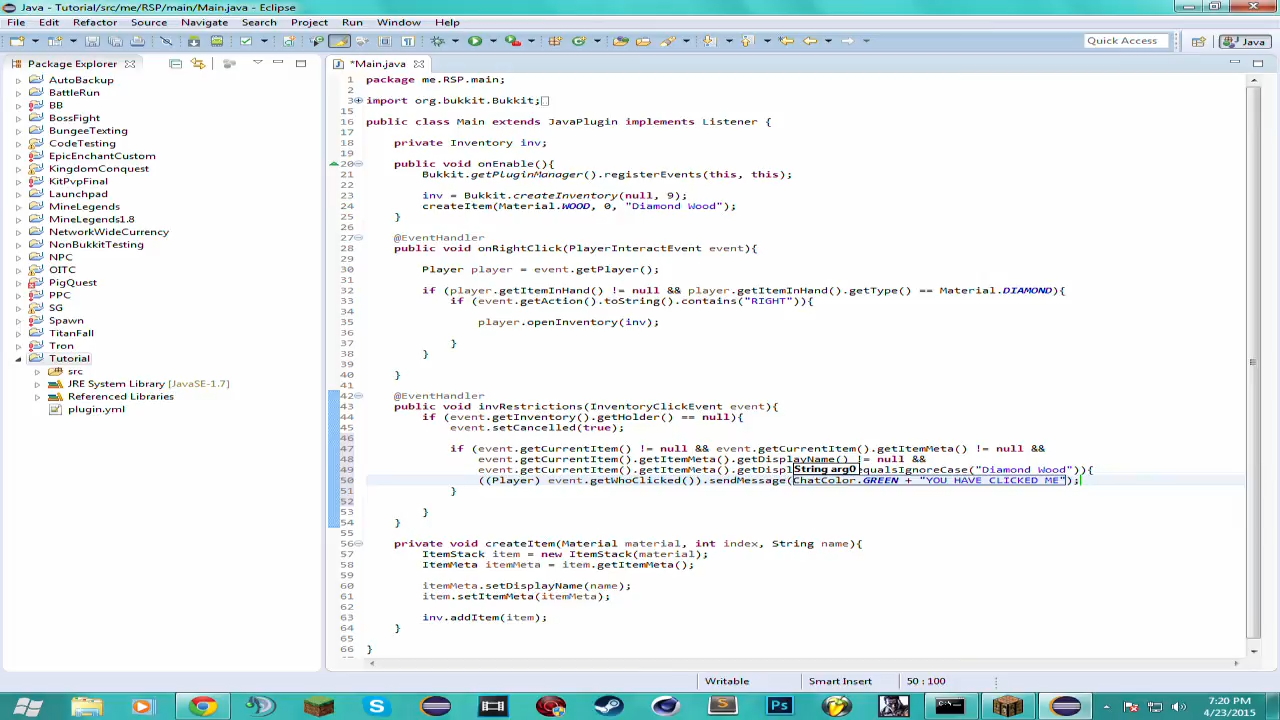 Java - Tutorial/src/me/RSP/main/Main.java - Eclipse
File Edit Refactor Source Navigate Search Project Run Window Help
Quick Access Java
Package Explorer *Main.java
AutoBackup
BattleRun
BB
BossFight
BungeeTexting
CodeTesting
EpicEnchantCustom
KingdomConquest
KitPvpFinal
Launchpad
MineLegends
MineLegends1.8
NetworkWideCurrency
NonBukkitTesting
NPC
OITC
PigQuest
PPC
SG
Spawn
TitanFall
Tron
Tutorial
src
JRE System Library [JavaSE-1.7]
Referenced Libraries
plugin.yml
1 package me.RSP.main;
2
3 import org.bukkit.Bukkit;
15
16 public class Main extends JavaPlugin implements Listener {
17
18 private Inventory inv;
19
20 public void onEnable(){
21 Bukkit.getPluginManager().registerEvents(this, this);
22
23 inv = Bukkit.createInventory(null, 9);
24 createItem(Material.WOOD, 0, "Diamond Wood");
25 }
26
27 @EventHandler
28 public void onRightClick(PlayerInteractEvent event){
29
30 Player player = event.getPlayer();
31
32 if (player.getItemInHand() != null && player.getItemInHand().getType() == Material.DIAMOND){
33 if (event.getAction().toString().contains("RIGHT")){
34
35 player.openInventory(inv);
36
37 }
38 }
39
40 }
41
42 @EventHandler
43 public void invRestrictions(InventoryClickEvent event){
44 if (event.getInventory().getHolder() == null){
45 event.setCancelled(true);
46
47 if (event.getCurrentItem() != null && event.getCurrentItem().getItemMeta() != null &&
48 event.getCurrentItem().getItemMeta().getDisplayName() != null &&
49 event.getCurrentItem().getItemMeta().getDispl String arg0 equalsIgnoreCase("Diamond Wood")){
50 ((Player) event.getWhoClicked()).sendMessage(ChatColor.GREEN + "YOU HAVE CLICKED ME");
51 }
52
53 }
54 }
55
56 private void createItem(Material material, int index, String name){
57 ItemStack item = new ItemStack(material);
58 ItemMeta itemMeta = item.getItemMeta();
59
60 itemMeta.setDisplayName(name);
61 item.setItemMeta(itemMeta);
62
63 inv.addItem(item);
64 }
65
66 }
Writable Smart Insert 50 : 100
7:20 PM
4/23/2015